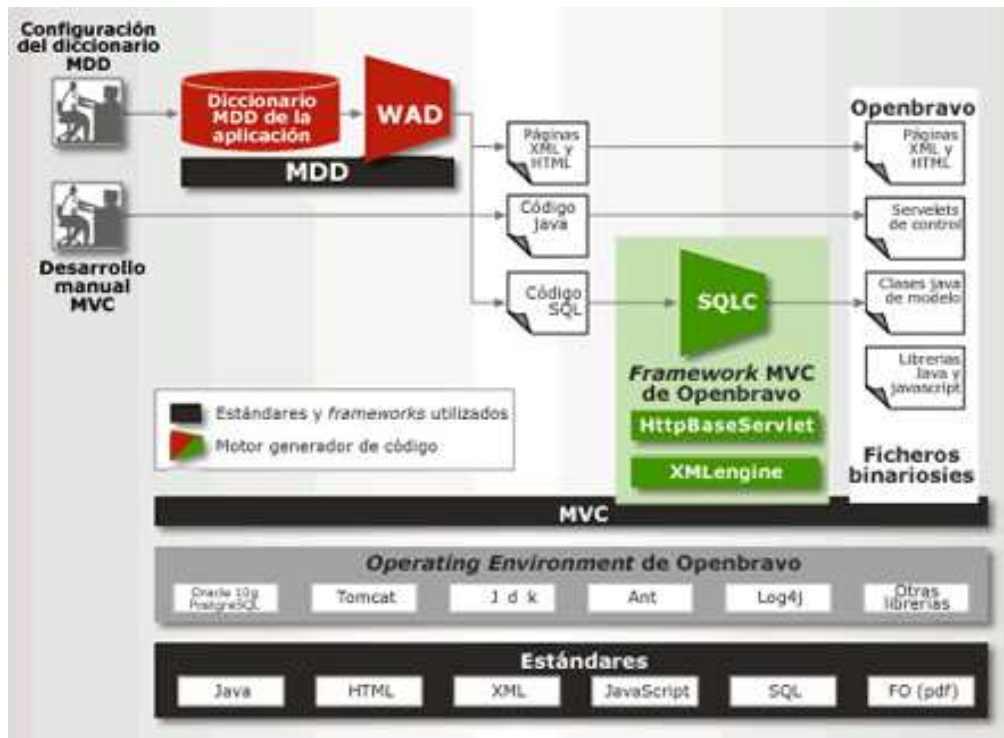 Configuración
del diccionario
MDD
Diccionario
MDD de la
aplicación
WAD
MDD
Desarrollo
manual
MVC
Páginas
XML y
HTML
Código
java
Código
SQL
Openbravo
Páginas
XML y
HTML
Servelets
de control
Clases java
de modelo
Librerias
Java y
javascript
Ficheros
binariosies
SQLC
Framework MVC
de Openbravo
HttpBaseServlet
XMLengine
Estándares y frameworks utilizados
Motor generador de código
MVC
Operating Environment de Openbravo
Oracle 10g
PostgreSQL
Tomcat
J d k
Ant
Log4j
Otras
librerías
Estándares
Java
HTML
XML
JavaScript
SQL
FO (pdf)